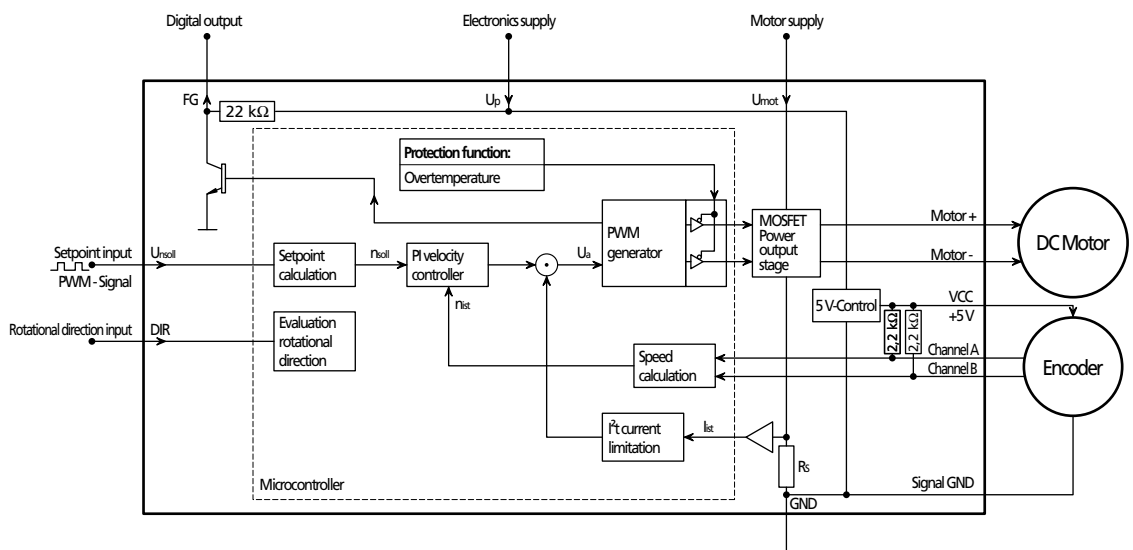 Digital output
Electronics supply
Motor supply
FG
22 kΩ
Up
Umot
Protection function:
Overtemperature
PWM
generator
MOSFET
Power
output
stage
Motor +
Motor -
DC Motor
Setpoint input
PWM - Signal
Unsoll
Setpoint
calculation
nsoll
PI velocity
controller
Ua
nist
5 V-Control
VCC
+5 V
2,2 kΩ
2,2 kΩ
Rotational direction input
DIR
Evaluation
rotational
direction
Speed
calculation
Channel A
Channel B
Encoder
I²t current
limitation
Iist
RS
Microcontroller
Signal GND
GND